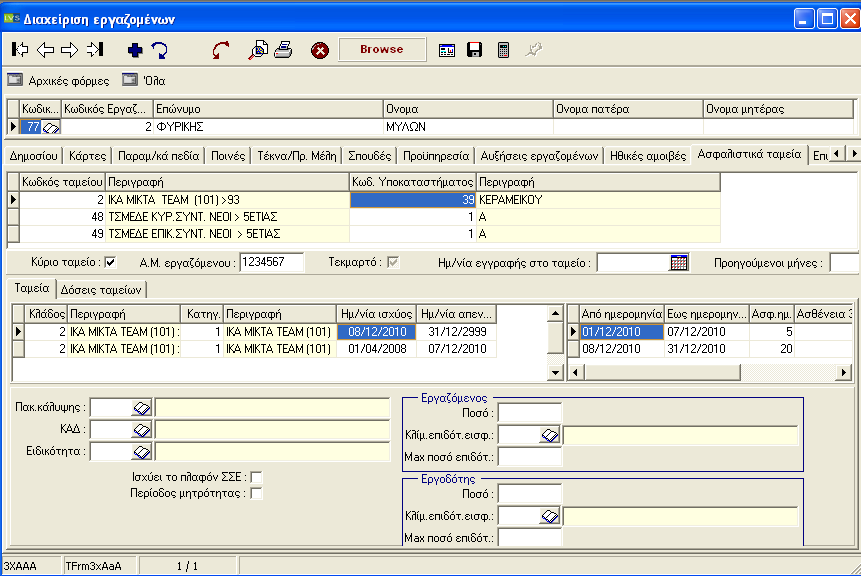 LVS Διαχείριση εργαζομένων
Browse
Αρχικές φόρμες Όλα
Κωδικ... Κωδικός Εργαζ... Επώνυμο Ονομα Ονομα πατέρα Ονομα μητέρας
77 2 ΦΥΡΙΚΗΣ ΜΥΛΩΝ
Δημοσίου Κάρτες Παραμ/κά πεδία Ποινές Τέκνα/Πρ. Μέλη Σπουδές Προϋπηρεσία Αυξήσεις εργαζομένων Ηθικές αμοιβές Ασφαλιστικά ταμεία Επι
Κωδκός ταμείου Περιγραφή Κωδ. Υποκαταστήματος Περιγραφή
2 ΙΚΑ ΜΙΚΤΑ TEAM (101) >93 39 ΚΕΡΑΜΕΙΚΟΥ
48 ΤΣΜΕΔΕ ΚΥΡ.ΣΥΝΤ. ΝΕΟΙ > 5ΕΤΙΑΣ 1 Α
49 ΤΣΜΕΔΕ ΕΠΙΚ.ΣΥΝΤ. ΝΕΟΙ > 5ΕΤΙΑΣ 1 Α
Κύριο ταμείο : Α.Μ. εργαζόμενου : 1234567 Τεκμαρτό : Ημ/νία εγγραφής στο ταμείο : Προηγούμενοι μήνες :
Ταμεία Δόσεις ταμείων
Κλάδος Περιγραφή Κατηγ. Περιγραφή Ημ/νία ισχύος Ημ/νία απεν... Από ημερομηνία Εως ημερομην... Ασφ.ημ. Ασθένεια 3
2 ΙΚΑ ΜΙΚΤΑ TEAM (101) : 1 ΙΚΑ ΜΙΚΤΑ TEAM (101) 08/12/2010 31/12/2999 01/12/2010 07/12/2010 5
2 ΙΚΑ ΜΙΚΤΑ TEAM (101) : 1 ΙΚΑ ΜΙΚΤΑ TEAM (101) 01/04/2008 07/12/2010 08/12/2010 31/12/2010 20
Πακ.κάλυψης :
ΚΑΔ :
Ειδικότητα :
Ισχύει το πλαφόν ΣΣΕ :
Περίοδος μητρότητας :
Εργαζόμενος
Ποσό :
Κλίμ.επιδότ.εισφ.:
Max ποσό επιδότ.:
Εργοδότης
Ποσό :
Κλίμ.επιδότ.εισφ.:
Max ποσό επιδότ.:
3ΧΑΑΑ TFrm3xAaA 1 / 1